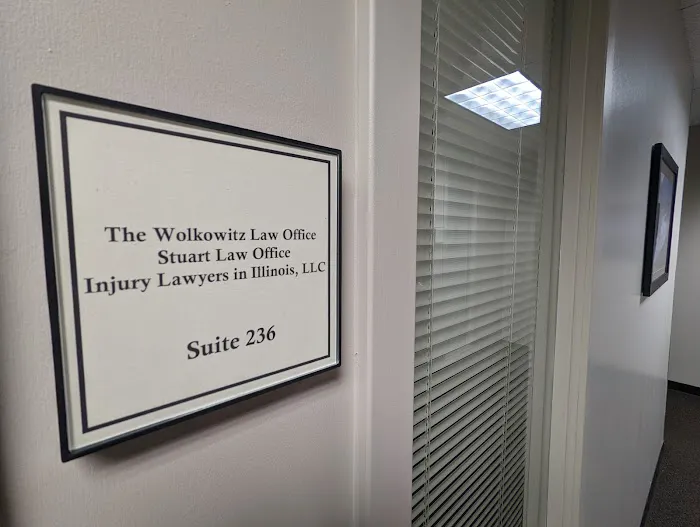 The Wolkowitz Law Office
Stuart Law Office
Injury Lawyers in Illinois, LLC
Suite 236